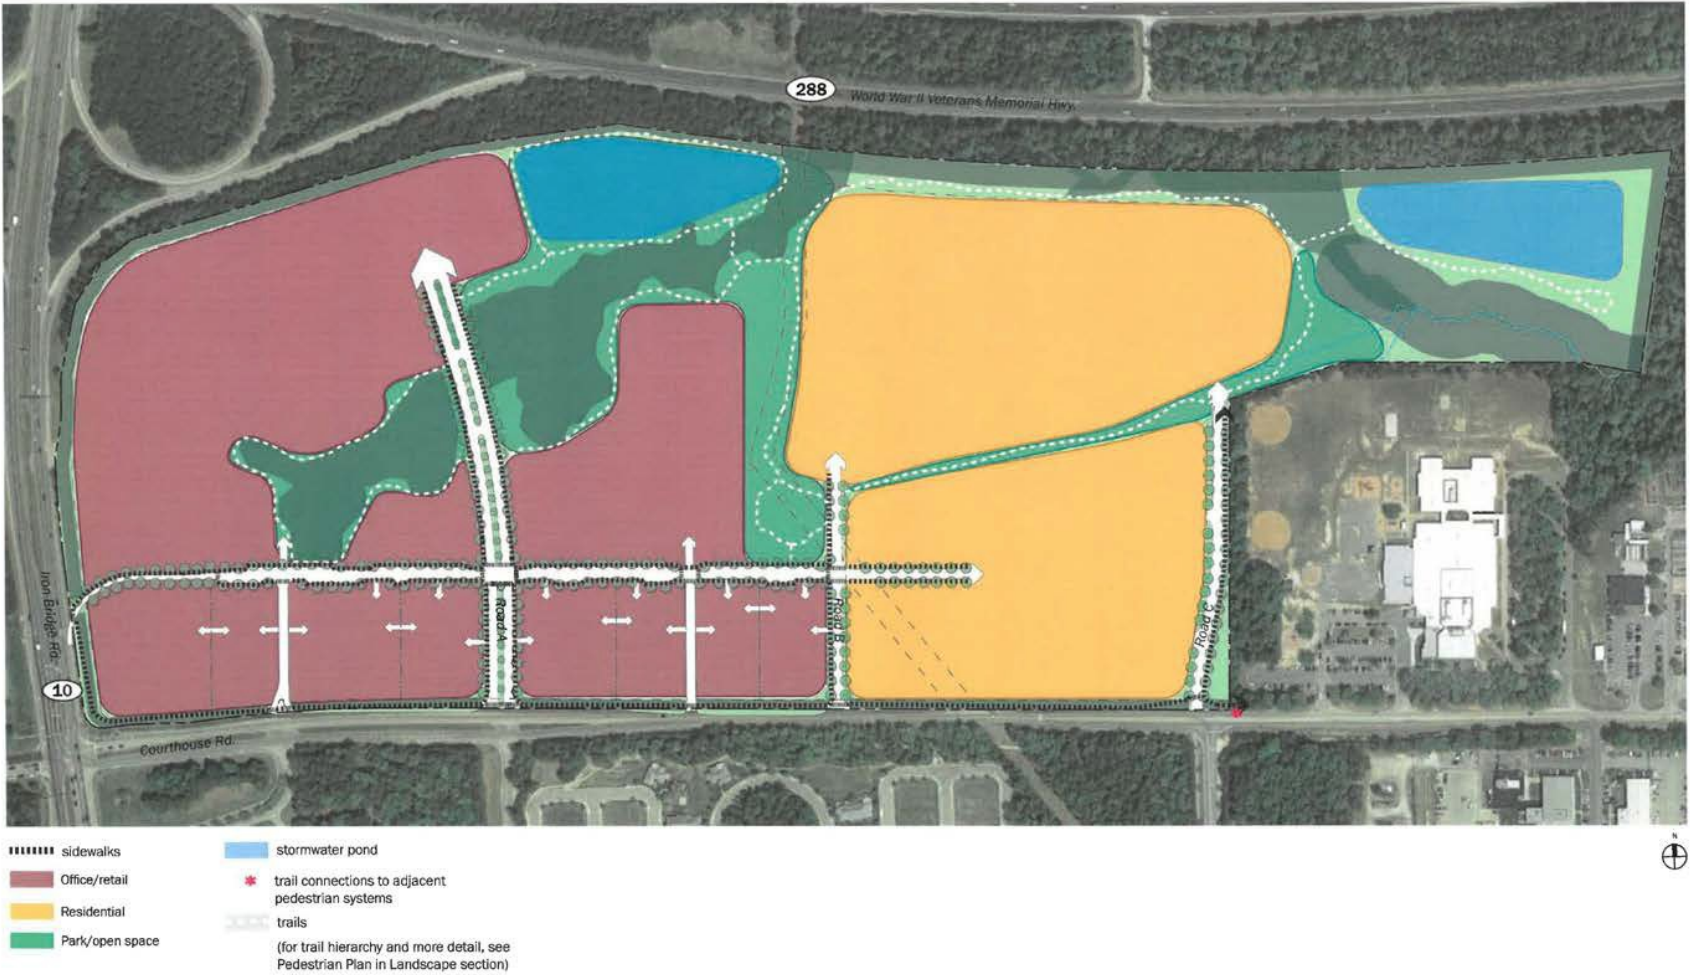 288
World War II Veterans Memorial Hwy.
Iron Bridge Rd.
Road A
Road B
Road C
10
Courthouse Rd.
sidewalks
Office/retail
Residential
Park/open space
stormwater pond
trail connections to adjacent
pedestrian systems
trails
(for trail hierarchy and more detail, see
Pedestrian Plan in Landscape section)
N